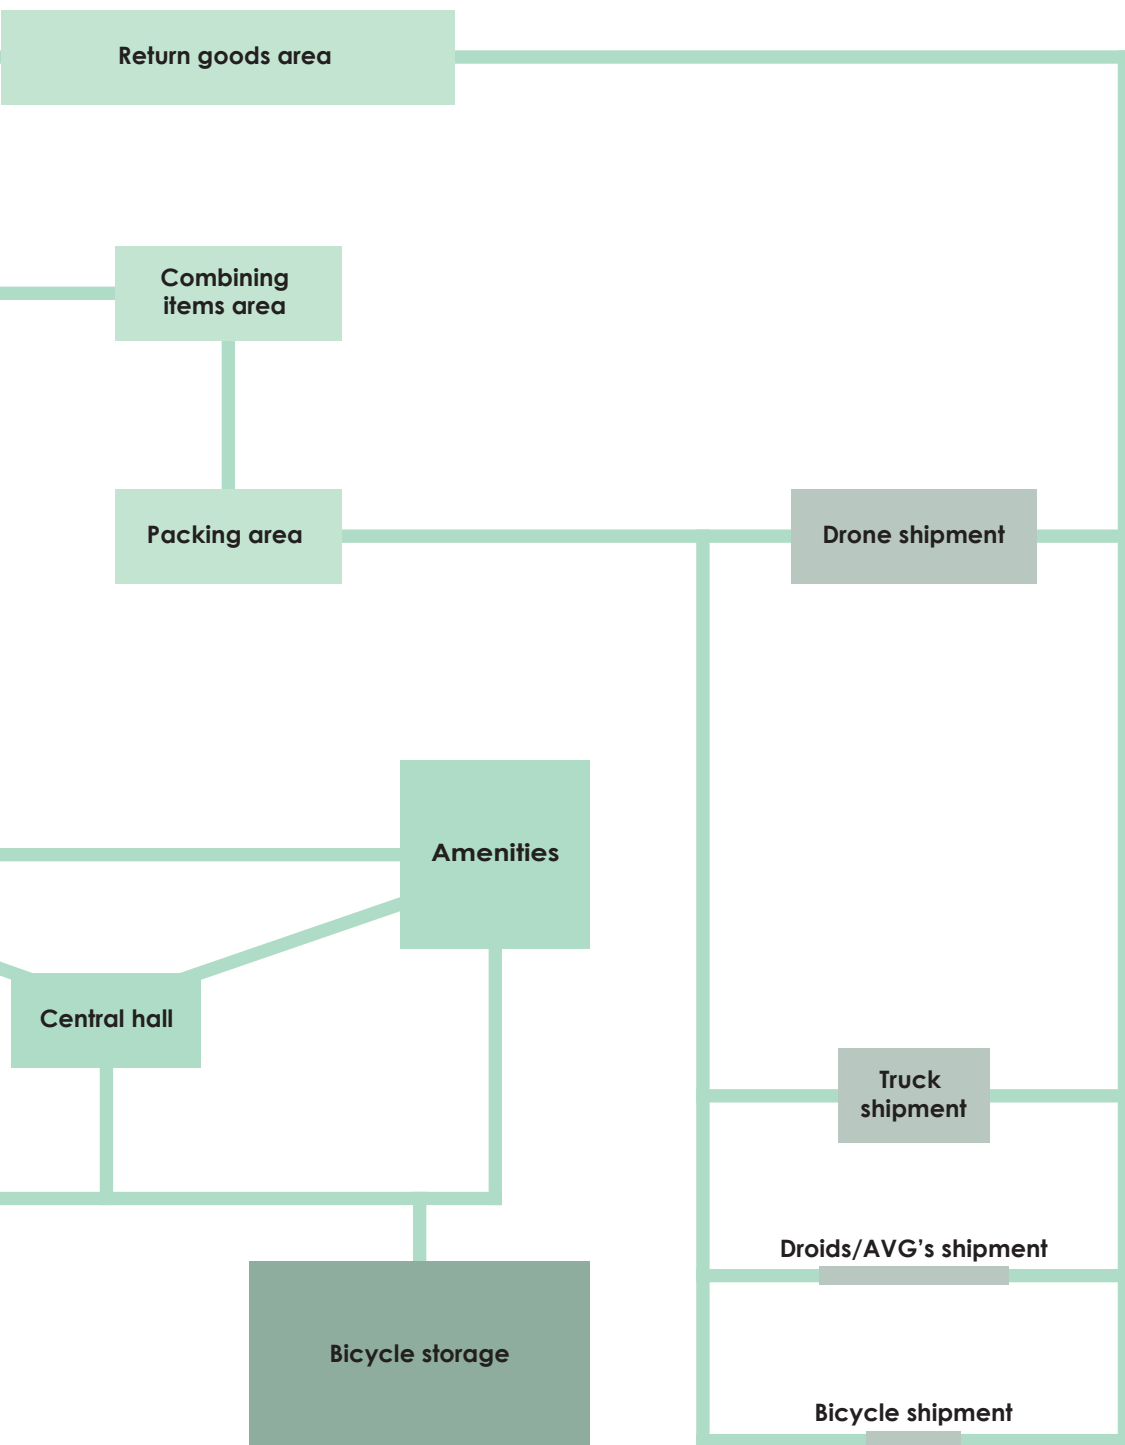 Return goods area
Combining
items area
Packing area
Drone shipment
Amenities
Central hall
Truck
shipment
Droids/AVG’s shipment
Bicycle storage
Bicycle shipment